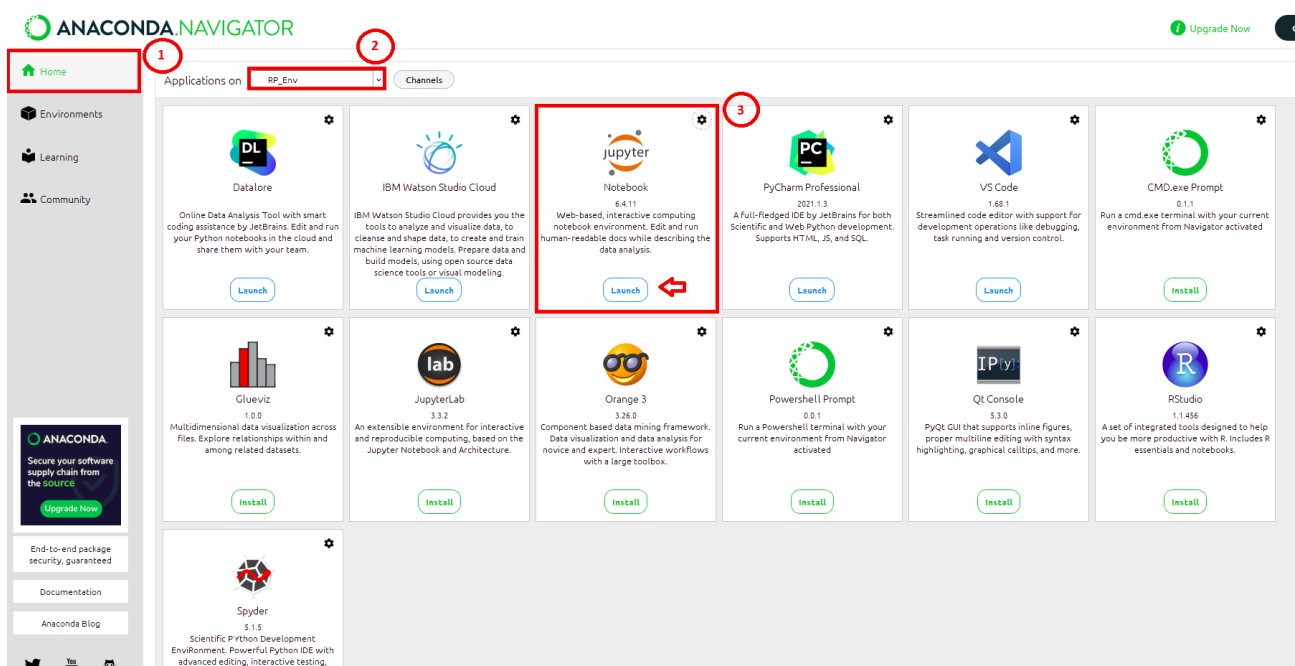 ANACONDA.NAVIGATOR
Upgrade Now
1
2
Home
Applications on
RP_Env
Channels
Environments
Learning
Community
3
DL
Datalore
Online Data Analysis Tool with smart
coding assistance by JetBrains. Edit and run
your Python notebooks in the cloud and
share them with your team.
Launch
IBM Watson Studio Cloud
IBM Watson Studio Cloud provides you the
tools to analyze and visualize data, to
cleanse and shape data, to create and train
machine learning models. Prepare data and
build models, using open source data
science tools or visual modeling.
Launch
jupyter
Notebook
6.4.11
Web-based, interactive computing
notebook environment. Edit and run
human-readable docs while describing the
data analysis.
Launch
PC
PyCharm Professional
2021.1.3
A full-fledged IDE by JetBrains for both
Scientific and Web Python development.
Supports HTML, JS, and SQL.
Launch
VS Code
1.68.1
Streamlined code editor with support for
development operations like debugging,
task running and version control.
Launch
CMD.exe Prompt
0.1.1
Run a cmd.exe terminal with your current
environment from Navigator activated
Install
Glueviz
1.0.0
Multidimensional data visualization across
files. Explore relationships within and
among related datasets.
Install
lab
JupyterLab
3.3.2
An extensible environment for interactive
and reproducible computing, based on the
Jupyter Notebook and Architecture.
Install
Orange 3
3.26.0
Component based data mining framework.
Data visualization and data analysis for
novice and expert. Interactive workflows
with a large toolbox.
Install
Powershell Prompt
0.0.1
Run a Powershell terminal with your
current environment from Navigator
activated
Install
IP[y]:
Qt Console
5.3.0
PyQt GUI that supports inline figures,
proper multiline editing with syntax
highlighting, graphical calltips, and more.
Install
R
RStudio
1.1.456
A set of integrated tools designed to help
you be more productive with R. Includes R
essentials and notebooks.
Install
ANACONDA.
Secure your software
supply chain from
the source
Upgrade Now
End-to-end package
security, guaranteed
Documentation
Anaconda Blog
You
Spyder
5.1.5
Scientific PYthon Development
EnviRonment. Powerful Python IDE with
advanced editing, interactive testing,